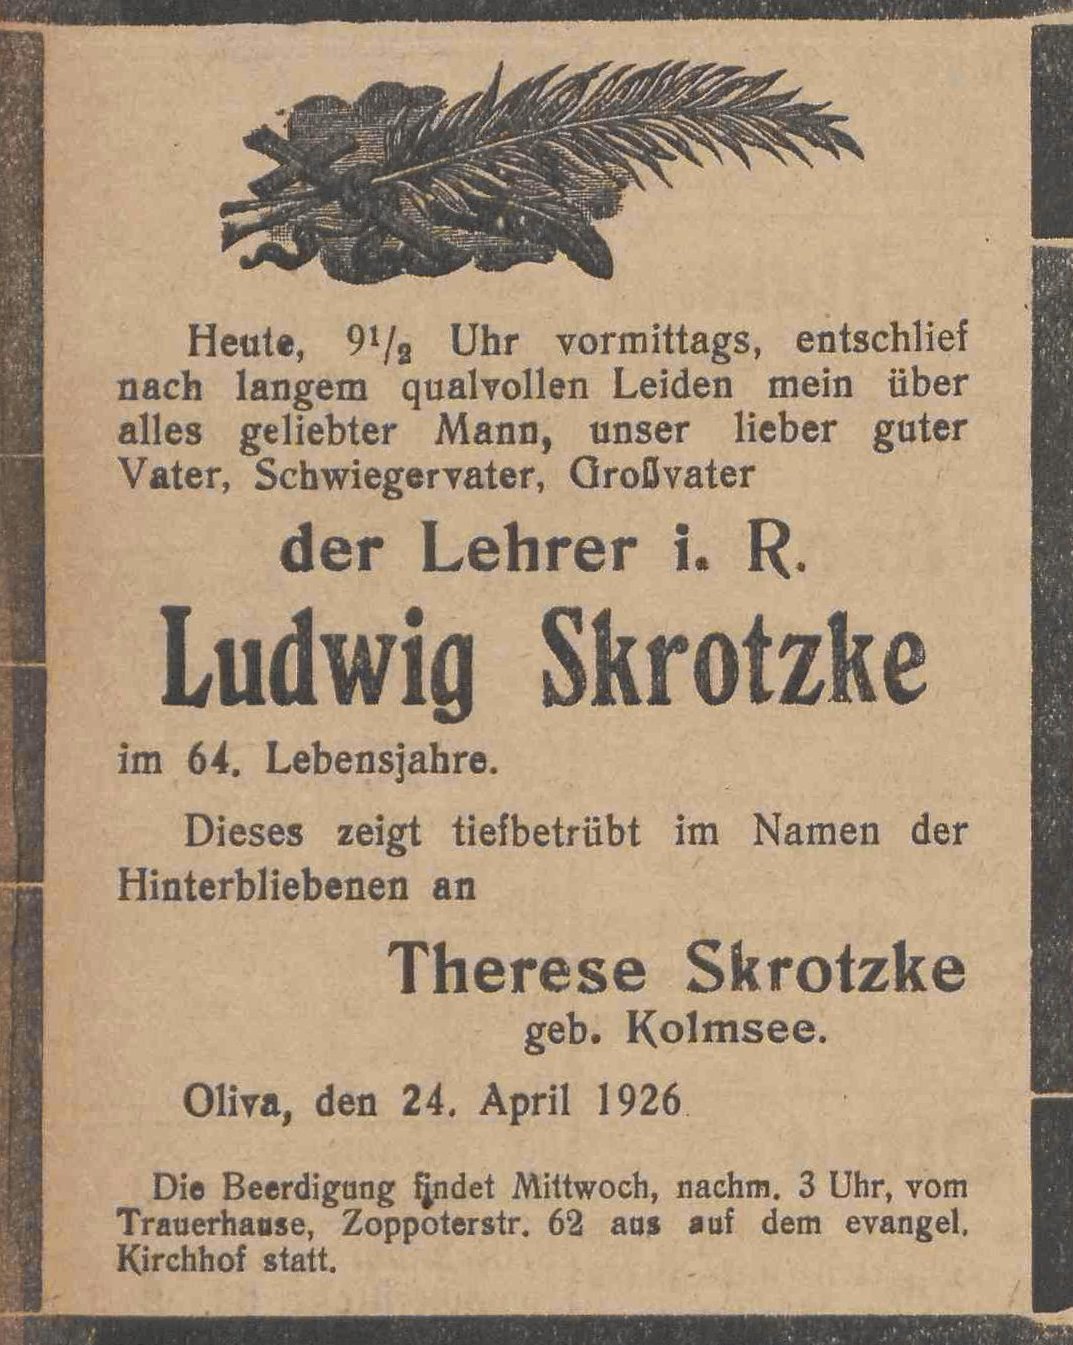 Heute, 9½ Uhr vormittags, entschlief
nach langem qualvollen Leiden mein über
alles geliebter Mann, unser lieber guter
Vater, Schwiegervater, Großvater
der Lehrer i. R.
Ludwig Skrotzke
im 64. Lebensjahre.
Dieses zeigt tiefbetrübt im Namen der
Hinterbliebenen an
Therese Skrotzke
geb. Kolmsee.
Oliva, den 24. April 1926.
Die Beerdigung findet Mittwoch, nachm. 3 Uhr, vom
Trauerhause, Zoppoterstr. 62 aus auf dem evangel.
Kirchhof statt.